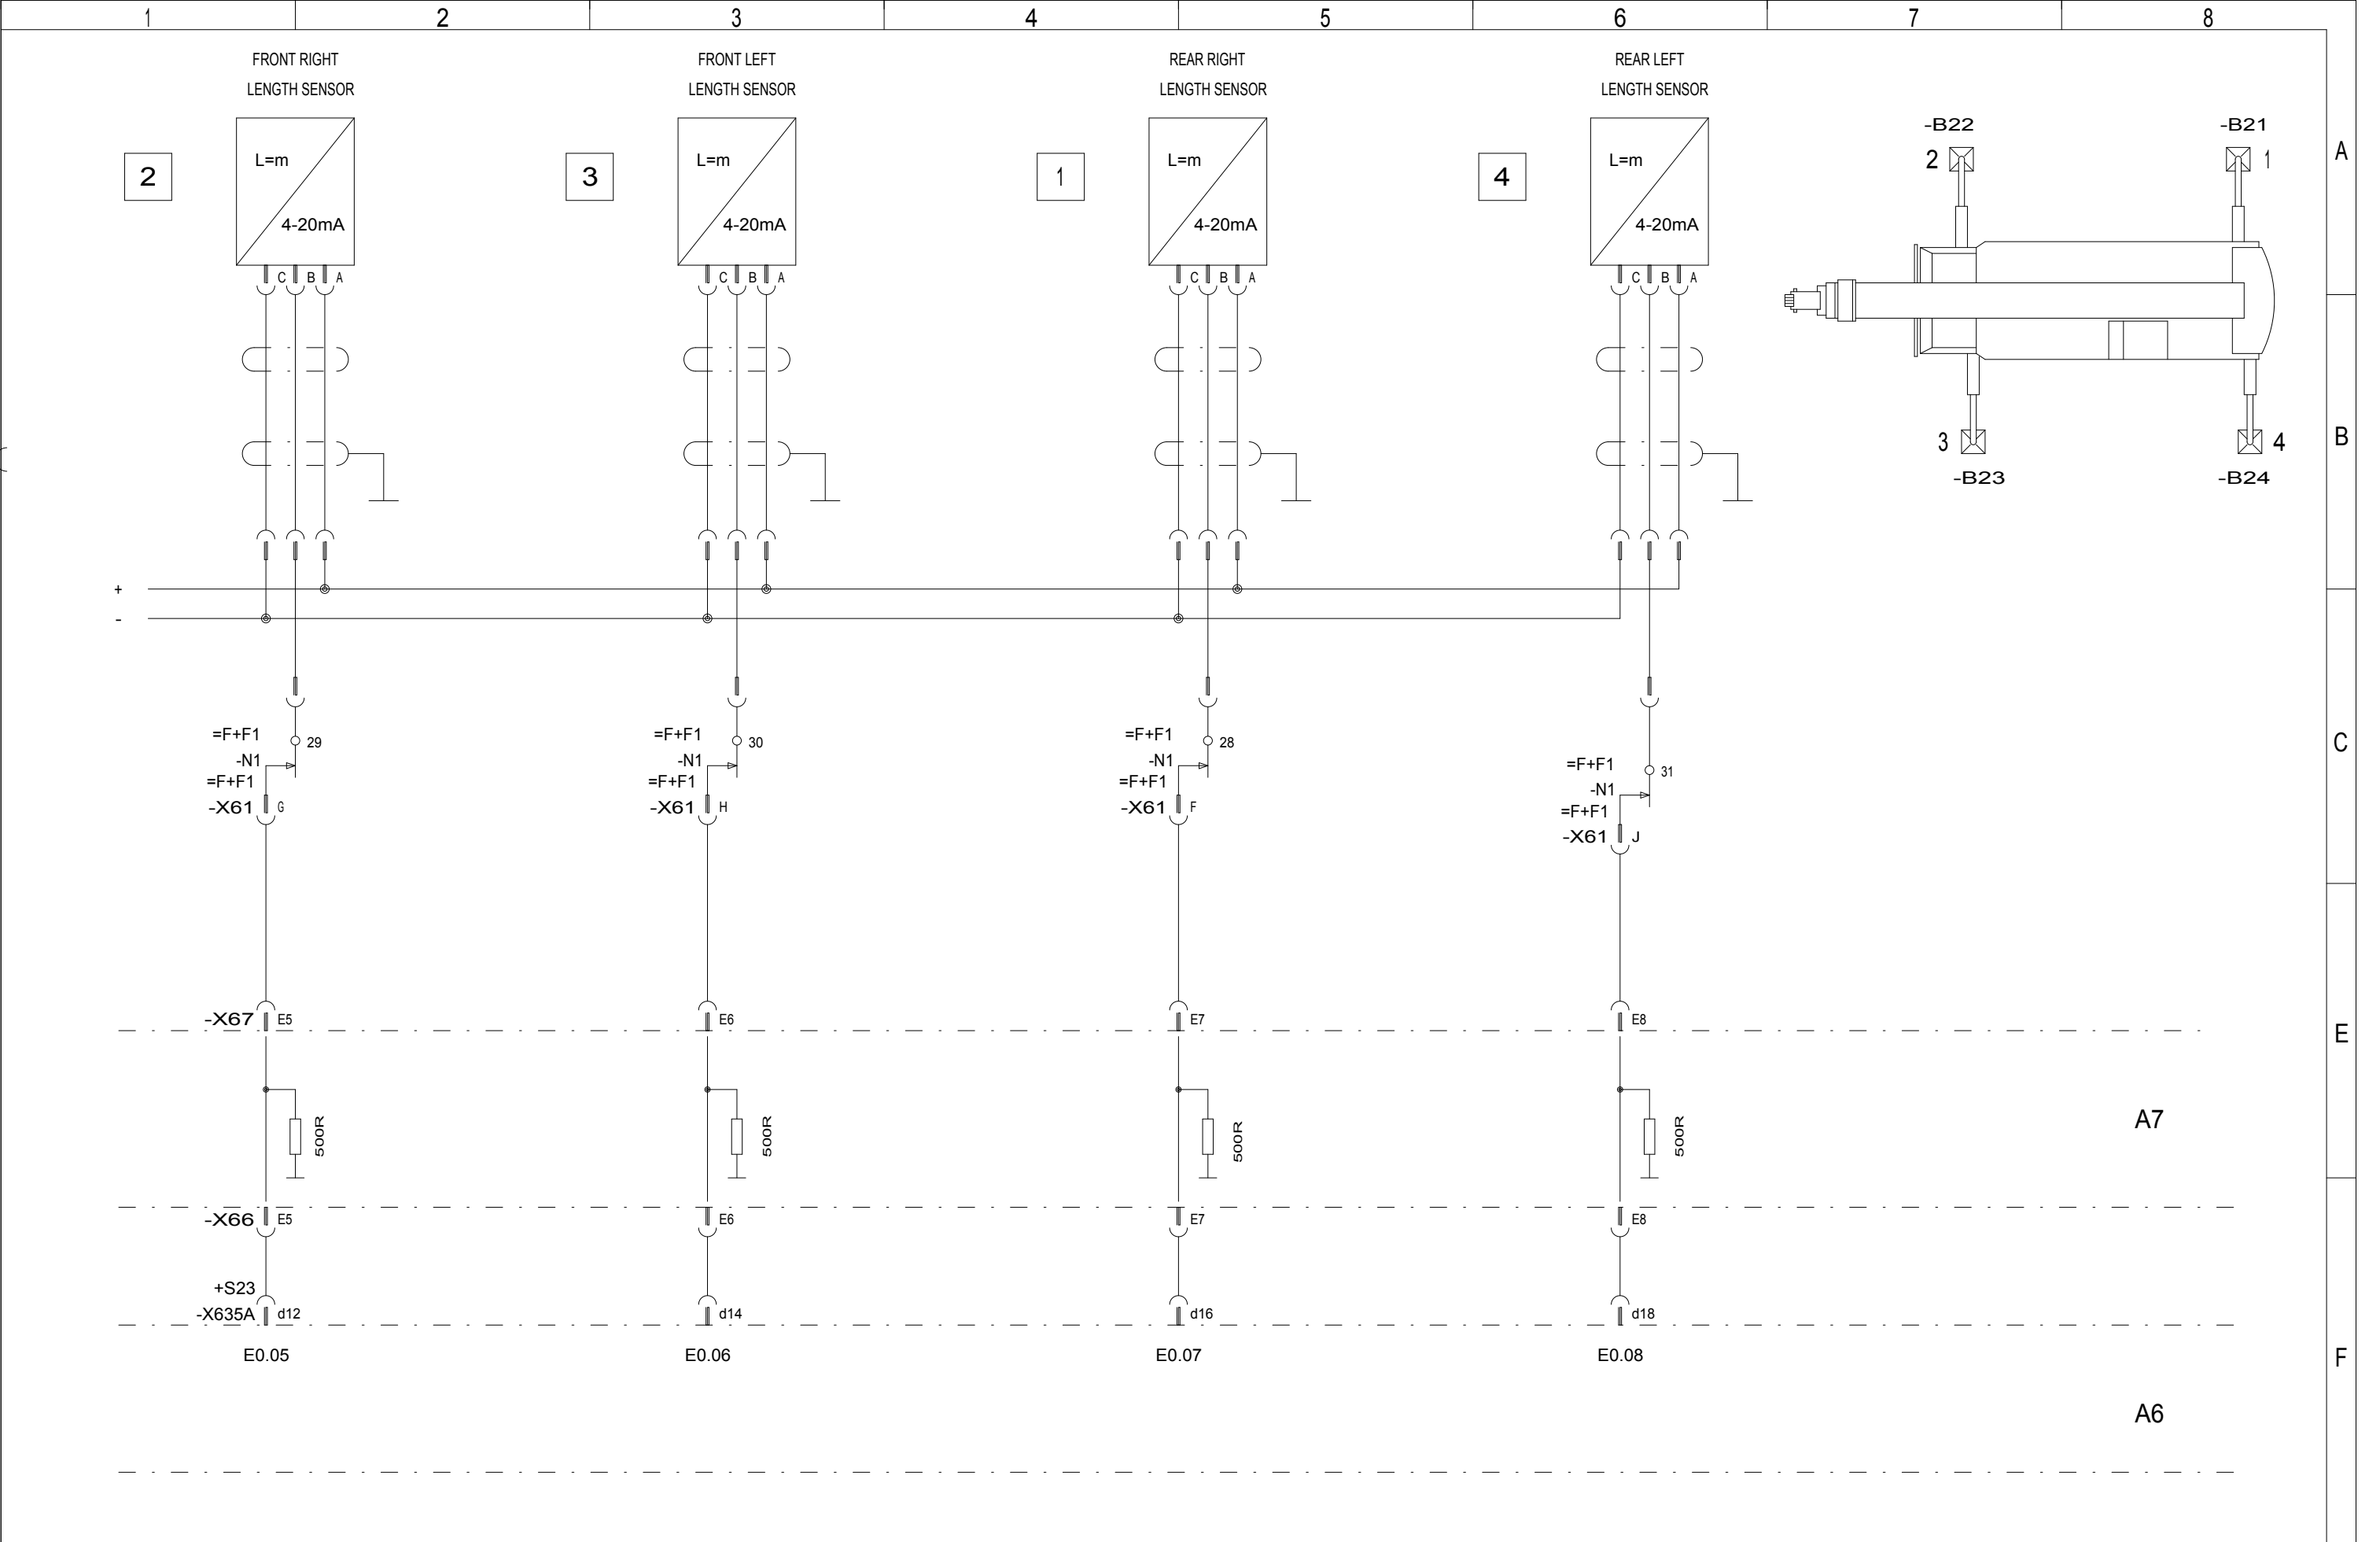 1 2 3 4 5 6 7 8
FRONT RIGHT FRONT LEFT REAR RIGHT REAR LEFT
LENGTH SENSOR LENGTH SENSOR LENGTH SENSOR LENGTH SENSOR
-B22 -B21
2 L=m 3 L=m 1 L=m 4 L=m 2 1 A
4-20mA 4-20mA 4-20mA 4-20mA
C B A C B A C B A C B A
3 4 B
-B23 -B24
+
-
=F+F1 29 =F+F1 30 =F+F1 28 =F+F1 31 C
-N1 -N1 -N1 -N1
=F+F1 =F+F1 =F+F1 =F+F1
-X61 G -X61 H -X61 F -X61 J
-X67 E5 E6 E7 E8 E
500R 500R 500R 500R A7
-X66 E5 E6 E7 E8
+S23
-X635A d12 d14 d16 d18
E0.05 E0.06 E0.07 E0.08 F
A6